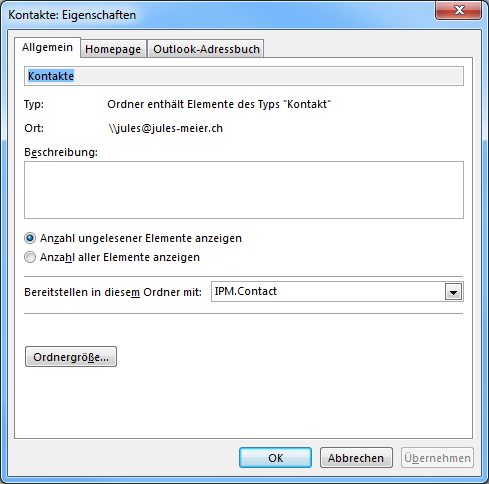 Kontakte: Eigenschaften
Allgemein Homepage Outlook-Adressbuch
Kontakte
Typ: Ordner enthält Elemente des Typs "Kontakt"
Ort: \\jules@jules-meier.ch
Beschreibung:
Anzahl ungelesener Elemente anzeigen
Anzahl aller Elemente anzeigen
Bereitstellen in diesem Ordner mit: IPM.Contact
Ordnergröße...
OK Abbrechen Übernehmen